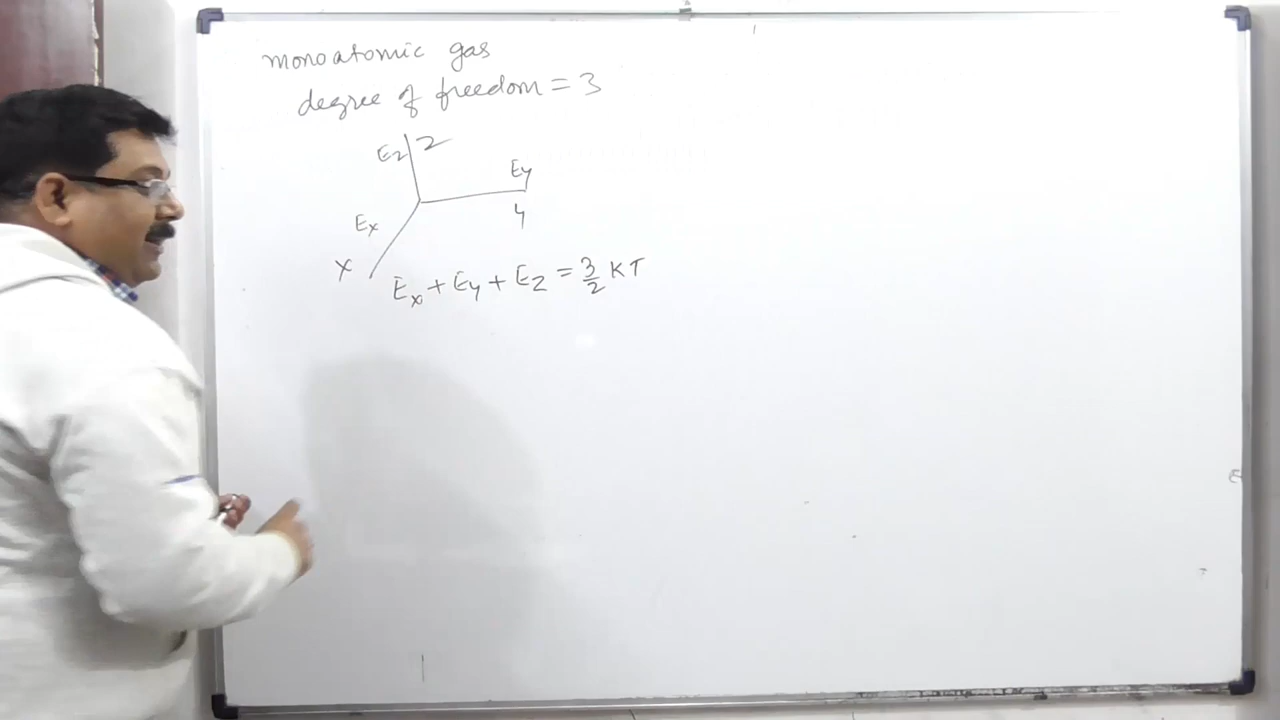 monoatomic gas
degree of freedom = 3
Ez z
Ey
y
Ex
x
Ex + Ey + Ez = 3/2 KT
E